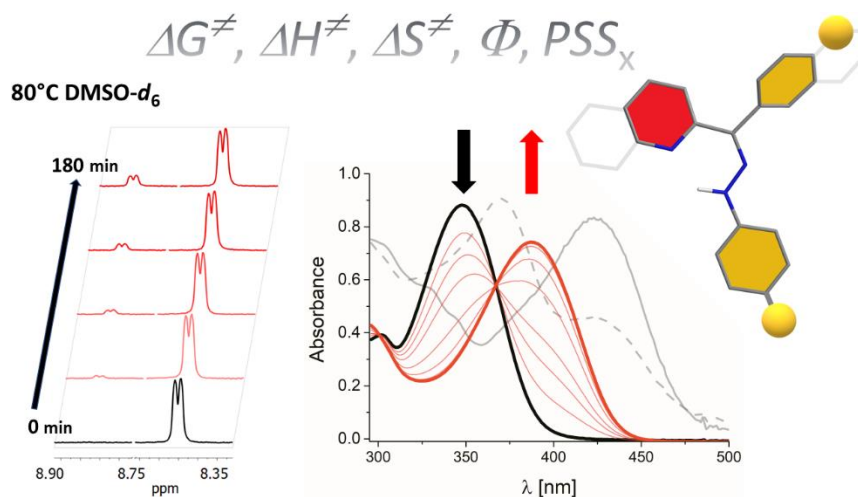 ΔG≠, ΔH≠, ΔS≠, Φ, PSSx
80°C DMSO-d6
180 min
0 min
8.90 8.75 8.35
ppm
1.0
0.8
0.6
0.4
0.2
0.0
Absorbance
300 350 400 450 500
λ [nm]